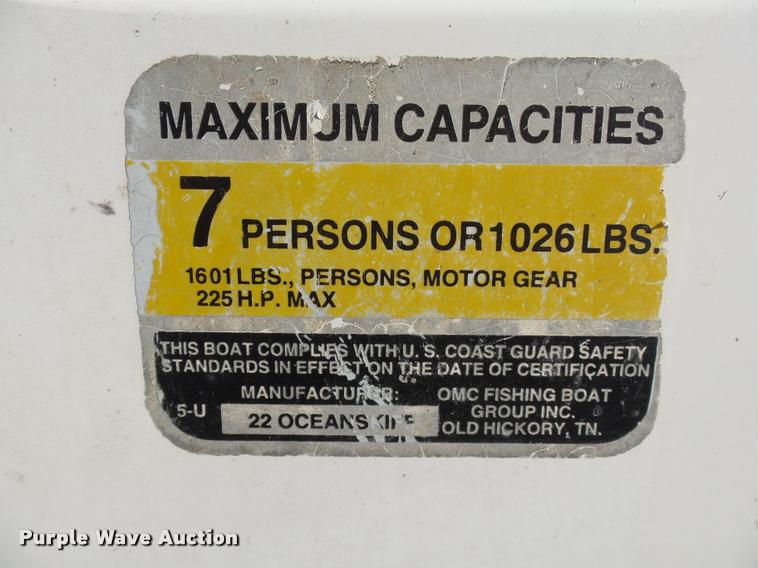 MAXIMUM CAPACITIES
7 PERSONS OR 1026 LBS.
1601 LBS., PERSONS, MOTOR GEAR
225 H.P. MAX
THIS BOAT COMPLIES WITH U. S. COAST GUARD SAFETY
STANDARDS IN EFFECT ON THE DATE OF CERTIFICATION
MANUFACTURER: OMC FISHING BOAT
5-U 22 OCEANSKIFF GROUP INC.
OLD HICKORY, TN.
Purple Wave Auction